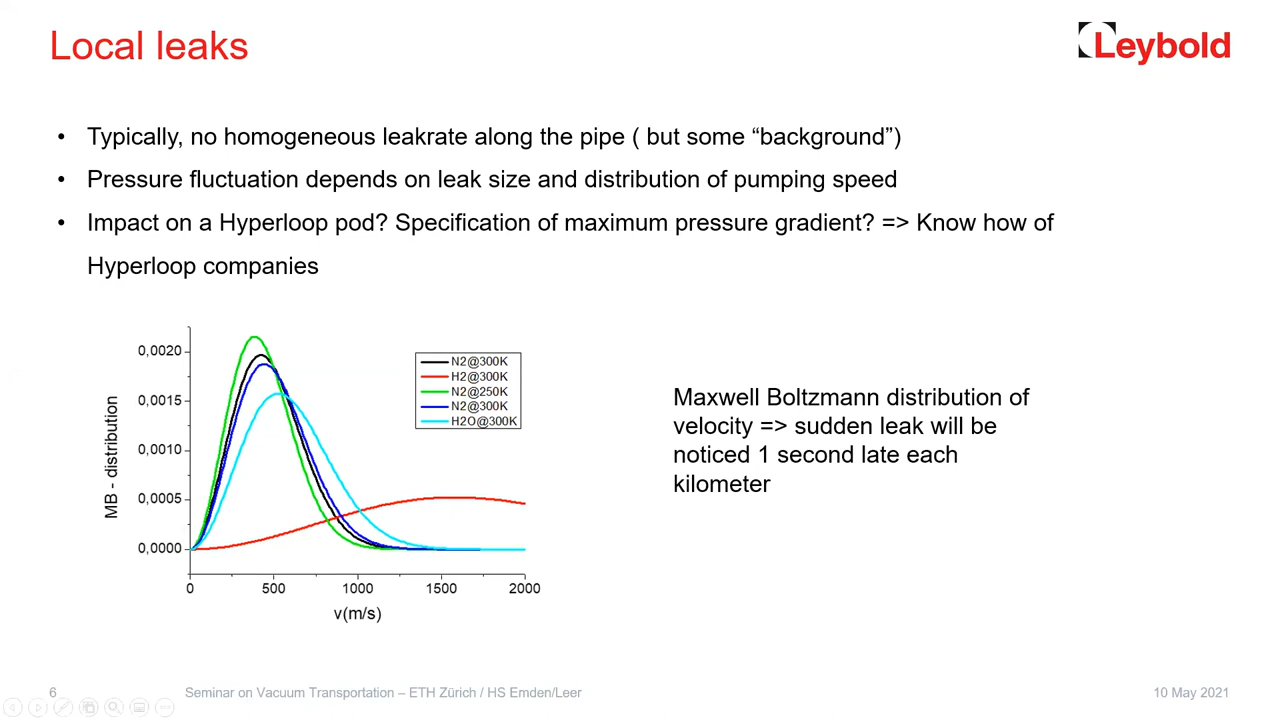 Local leaks
Leybold
• Typically, no homogeneous leakrate along the pipe ( but some “background”)
• Pressure fluctuation depends on leak size and distribution of pumping speed
• Impact on a Hyperloop pod? Specification of maximum pressure gradient? => Know how of
Hyperloop companies
0,0020
0,0015
0,0010
0,0005
0,0000
MB - distribution
N2@300K
H2@300K
N2@250K
N2@300K
H2O@300K
0 500 1000 1500 2000
v(m/s)
Maxwell Boltzmann distribution of
velocity => sudden leak will be
noticed 1 second late each
kilometer
6
Seminar on Vacuum Transportation – ETH Zürich / HS Emden/Leer
10 May 2021